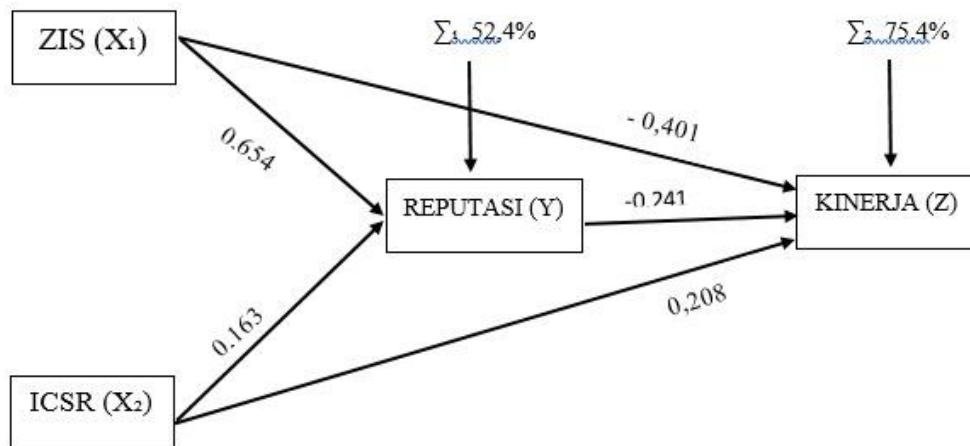 ZIS (X₁)
∑₁ 52,4%
∑₂ 75,4%
- 0,401
0.654
REPUTASI (Y)
-0.241
KINERJA (Z)
0.163
0,208
ICSR (X₂)